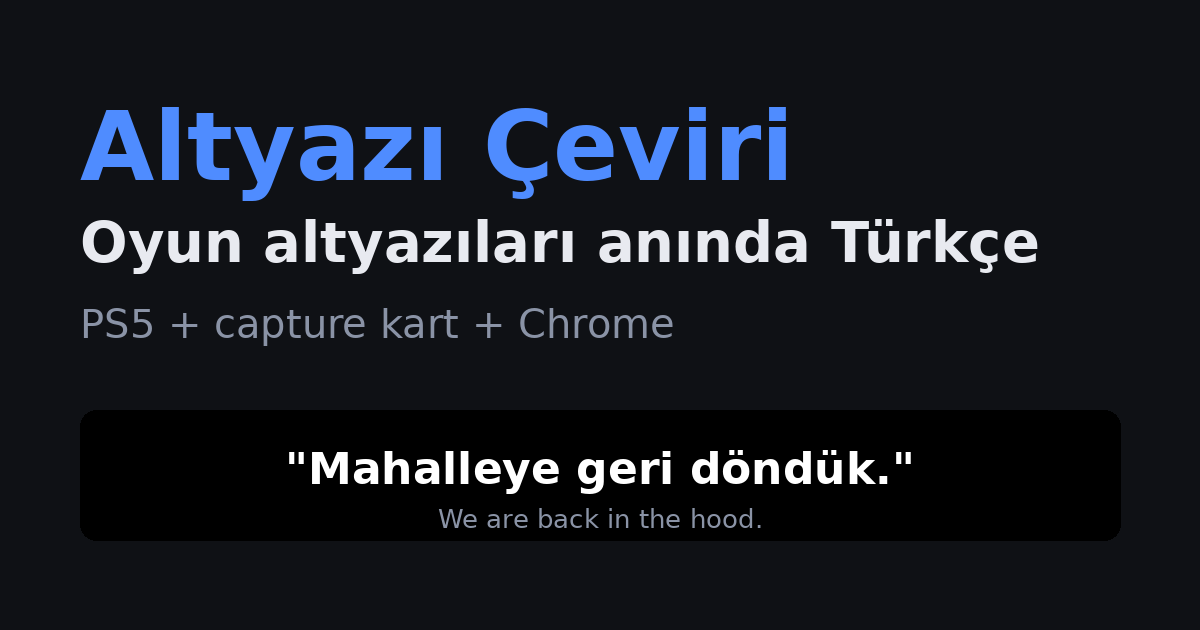 Altyazı Çeviri
Oyun altyazıları anında Türkçe
PS5 + capture kart + Chrome
"Mahalleye geri döndük."
We are back in the hood.